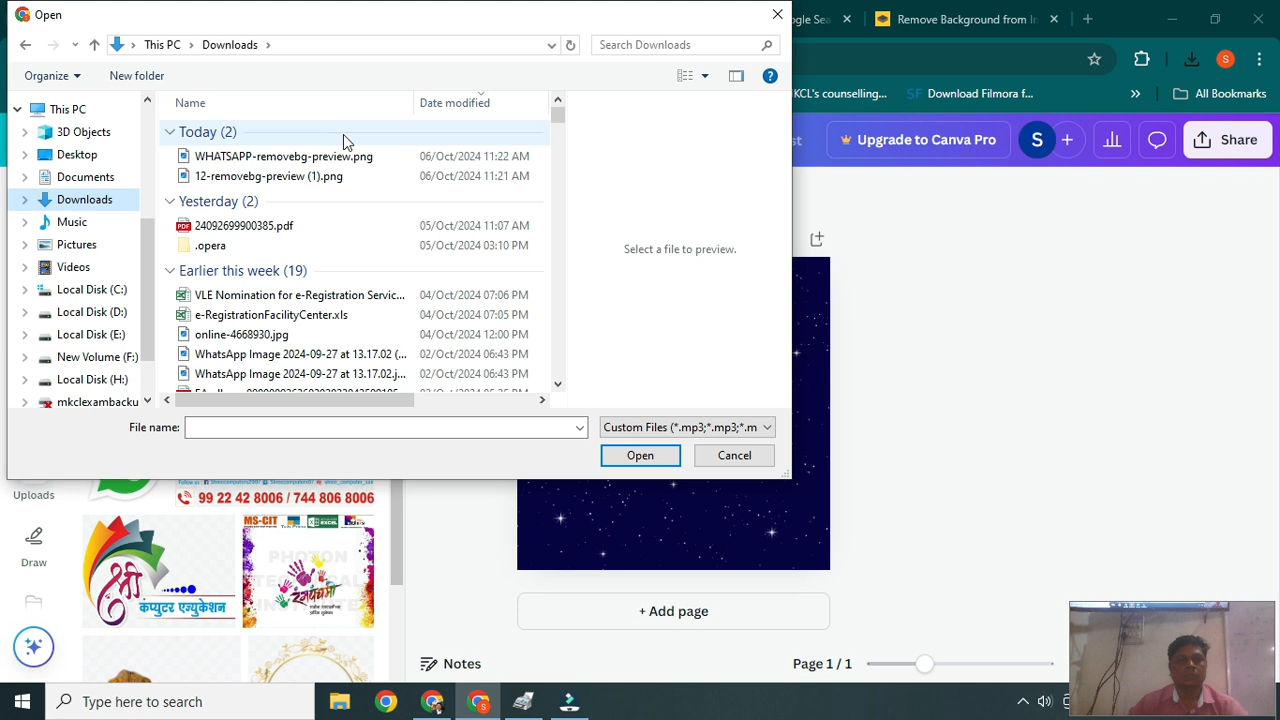 Open
This PC
Downloads
Search Downloads
Organize
New folder
Name
Date modified
This PC
3D Objects
Desktop
Documents
Downloads
Music
Pictures
Videos
Local Disk (C:)
Local Disk (D:)
Local Disk (E:)
New Volume (F:)
Local Disk (H:)
mkclexambacku
Today (2)
WHATSAPP-removebg-preview.png 06/Oct/2024 11:22 AM
12-removebg-preview (1).png 06/Oct/2024 11:21 AM
Yesterday (2)
24092699900385.pdf 05/Oct/2024 11:07 AM
.opera 05/Oct/2024 03:10 PM
Earlier this week (19)
VLE Nomination for e-Registration Servic... 04/Oct/2024 07:06 PM
e-RegistrationFacilityCenter.xls 04/Oct/2024 07:05 PM
online-4668930.jpg 04/Oct/2024 12:00 PM
WhatsApp Image 2024-09-27 at 13.17.02 (... 02/Oct/2024 06:43 PM
WhatsApp Image 2024-09-27 at 13.17.02.j... 02/Oct/2024 06:43 PM
Select a file to preview.
File name:
Custom Files (*.mp3;*.mp3;*.m
Open
Cancel
gle Sea
Remove Background from In
KCL's counselling...
SF Download Filmora f...
All Bookmarks
Upgrade to Canva Pro
S
Share
Uploads
Draw
99 22 42 8006 / 744 806 8006
MS-CIT
EXCEL
श्री
कंप्युटर एज्युकेशन
रंगपंचमी
+ Add page
Notes
Page 1 / 1
Type here to search